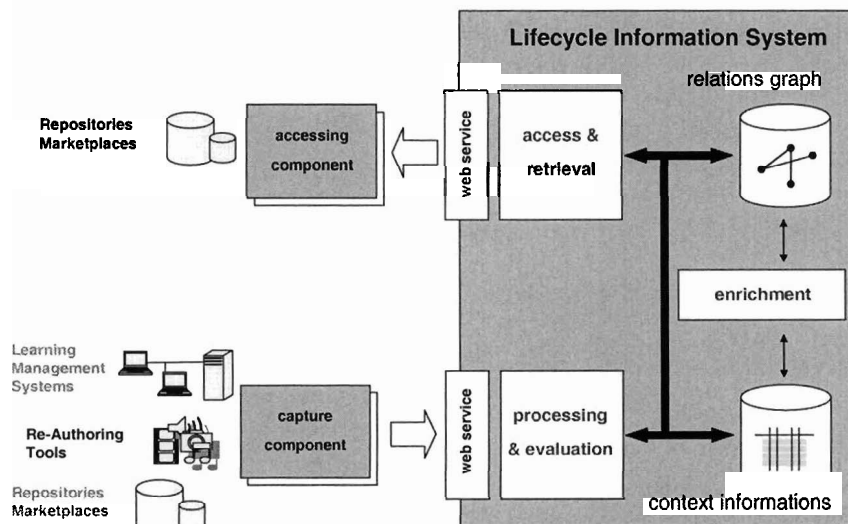 Lifecycle Information System
relations graph
Repositories
Marketplaces
accessing
component
web service
access &
retrieval
enrichment
Learning
Management
Systems
Re-Authoring
Tools
Repositories
Marketplaces
capture
component
web service
processing
& evaluation
context informations